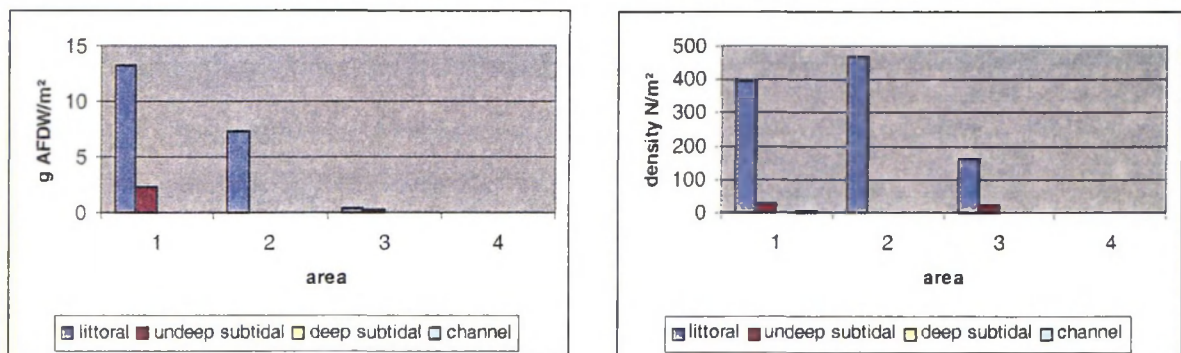 15
10
5
0
g AFDW/m²
1 2 3 4
area
littoral undeep subtidal deep subtidal channel
500
400
300
200
100
0
density N/m²
1 2 3 4
area
littoral undeep subtidal deep subtidal channel